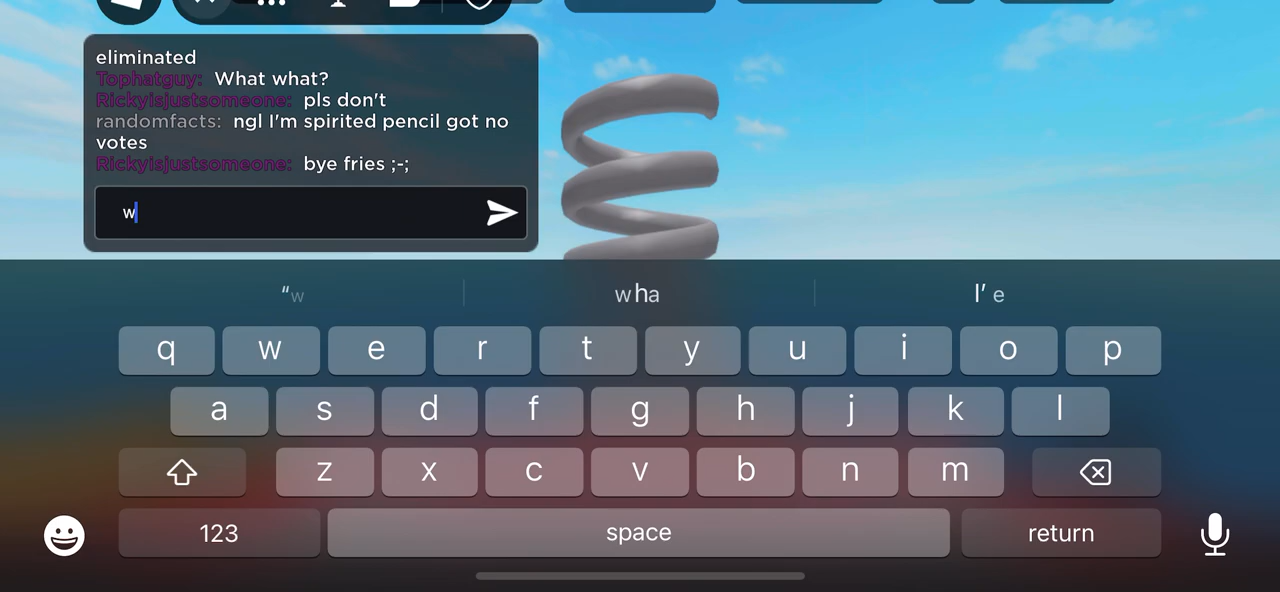 eliminated
Tophatguy: What what?
Rickyisjustsomeone: pls don't
randomfacts: ngl I'm spirited pencil got no
votes
Rickyisjustsomeone: bye fries ;-;
w
“w wha I’ e
q w e r t y u i o p
a s d f g h j k l
z x c v b n m
123 space return